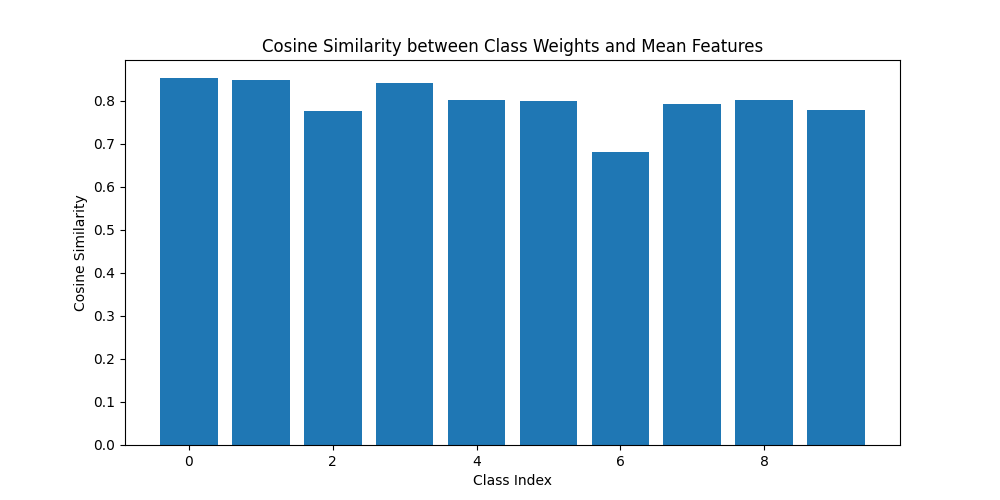 Cosine Similarity between Class Weights and Mean Features
Cosine Similarity
0.8
0.7
0.6
0.5
0.4
0.3
0.2
0.1
0.0
0 2 4 6 8
Class Index